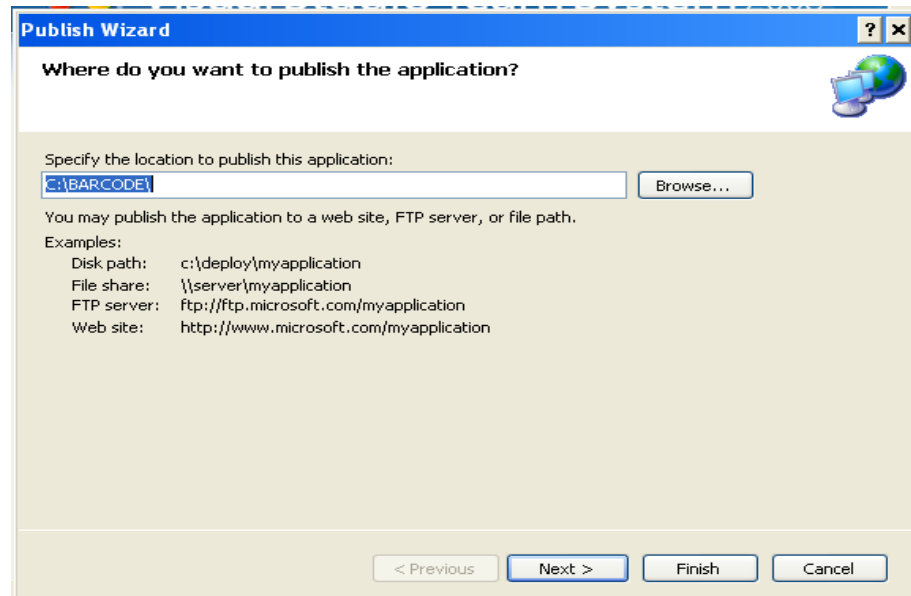 Publish Wizard
Where do you want to publish the application?
Specify the location to publish this application:
C:\BARCODE\
Browse...
You may publish the application to a web site, FTP server, or file path.
Examples:
Disk path: c:\deploy\myapplication
File share: \\server\myapplication
FTP server: ftp://ftp.microsoft.com/myapplication
Web site: http://www.microsoft.com/myapplication
< Previous
Next >
Finish
Cancel